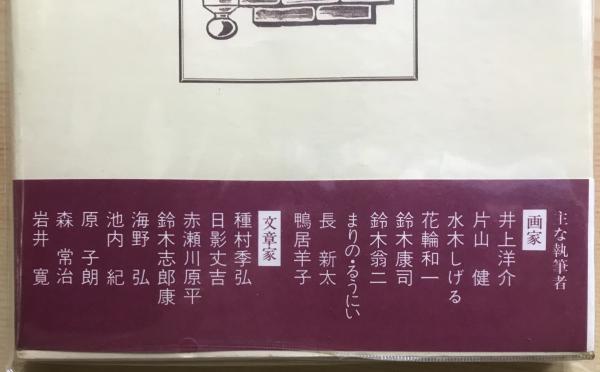 主な執筆者
画家
井上洋介
片山 健
水木しげる
花輪和一
鈴木康司
鈴木翁二
まりの・るうにい
長 新太
鴨居羊子
文章家
種村季弘
日影丈吉
赤瀬川原平
鈴木志郎康
海野 弘
池内 紀
原 子朗
森 常治
岩井 寛